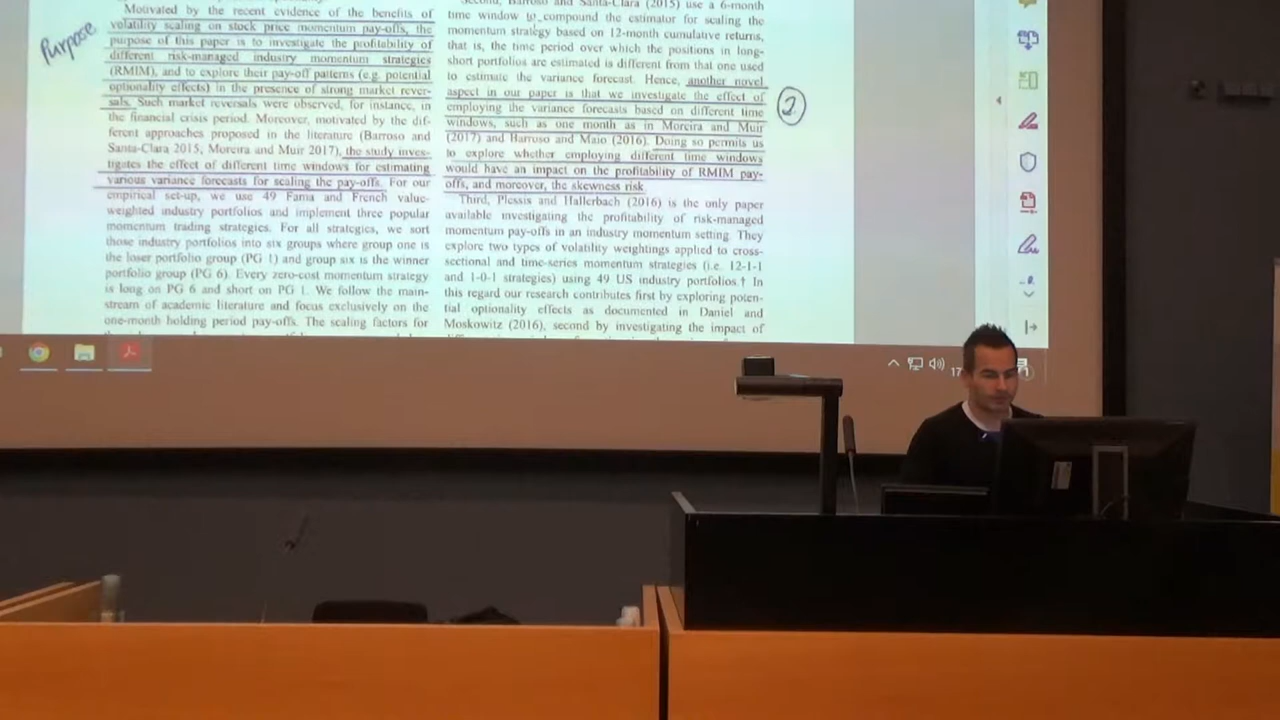 Purpose
Motivated by the recent evidence of the benefits of
volatility scaling on stock price momentum pay-offs, the
purpose of this paper is to investigate the profitability of
different risk-managed industry momentum strategies
(RMIM), and to explore their pay-off patterns (e.g. potential
optionality effects) in the presence of strong market rever-
sals. Such market reversals were observed, for instance, in
the financial crisis period. Moreover, motivated by the dif-
ferent approaches proposed in the literature (Barroso and
Santa-Clara 2015, Moreira and Muir 2017), the study inves-
tigates the effect of different time windows for estimating
various variance forecasts for scaling the pay-offs. For our
empirical set-up, we use 49 Fama and French value-
weighted industry portfolios and implement three popular
momentum trading strategies. For all strategies, we sort
those industry portfolios into six groups where group one is
the loser portfolio group (PG 1) and group six is the winner
portfolio group (PG 6). Every zero-cost momentum strategy
is long on PG 6 and short on PG 1. We follow the main-
stream of academic literature and focus exclusively on the
one-month holding period pay-offs. The scaling factors for
Second, Barroso and Santa-Clara (2015) use a 6-month
time window to compound the estimator for scaling the
momentum strategy based on 12-month cumulative returns,
that is, the time period over which the positions in long-
short portfolios are estimated is different from that one used
to estimate the variance forecast. Hence, another novel
aspect in our paper is that we investigate the effect of
employing the variance forecasts based on different time
windows, such as one month as in Moreira and Muir
(2017) and Barroso and Maio (2016). Doing so permits us
to explore whether employing different time windows
would have an impact on the profitability of RMIM pay-
offs, and moreover, the skewness risk.
2
Third, Plessis and Hallerbach (2016) is the only paper
available investigating the profitability of risk-managed
momentum pay-offs in an industry momentum setting. They
explore two types of volatility weightings applied to cross-
sectional and time-series momentum strategies (i.e. 12-1-1
and 1-0-1 strategies) using 49 US industry portfolios.† In
this regard our research contributes first by exploring poten-
tial optionality effects as documented in Daniel and
Moskowitz (2016), second by investigating the impact of
17